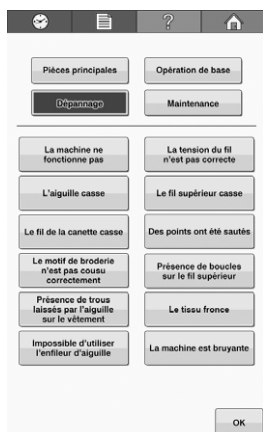 ?
Pièces principales
Opération de base
Dépannage
Maintenance
La machine ne
fonctionne pas
La tension du fil
n'est pas correcte
L'aiguille casse
Le fil supérieur casse
Le fil de la canette casse
Des points ont été sautés
Le motif de broderie
n'est pas cousu
correctement
Présence de boucles
sur le fil supérieur
Présence de trous
laissés par l'aiguille
sur le vêtement
Le tissu fronce
Impossible d'utiliser
l'enfileur d'aiguille
La machine est bruyante
OK